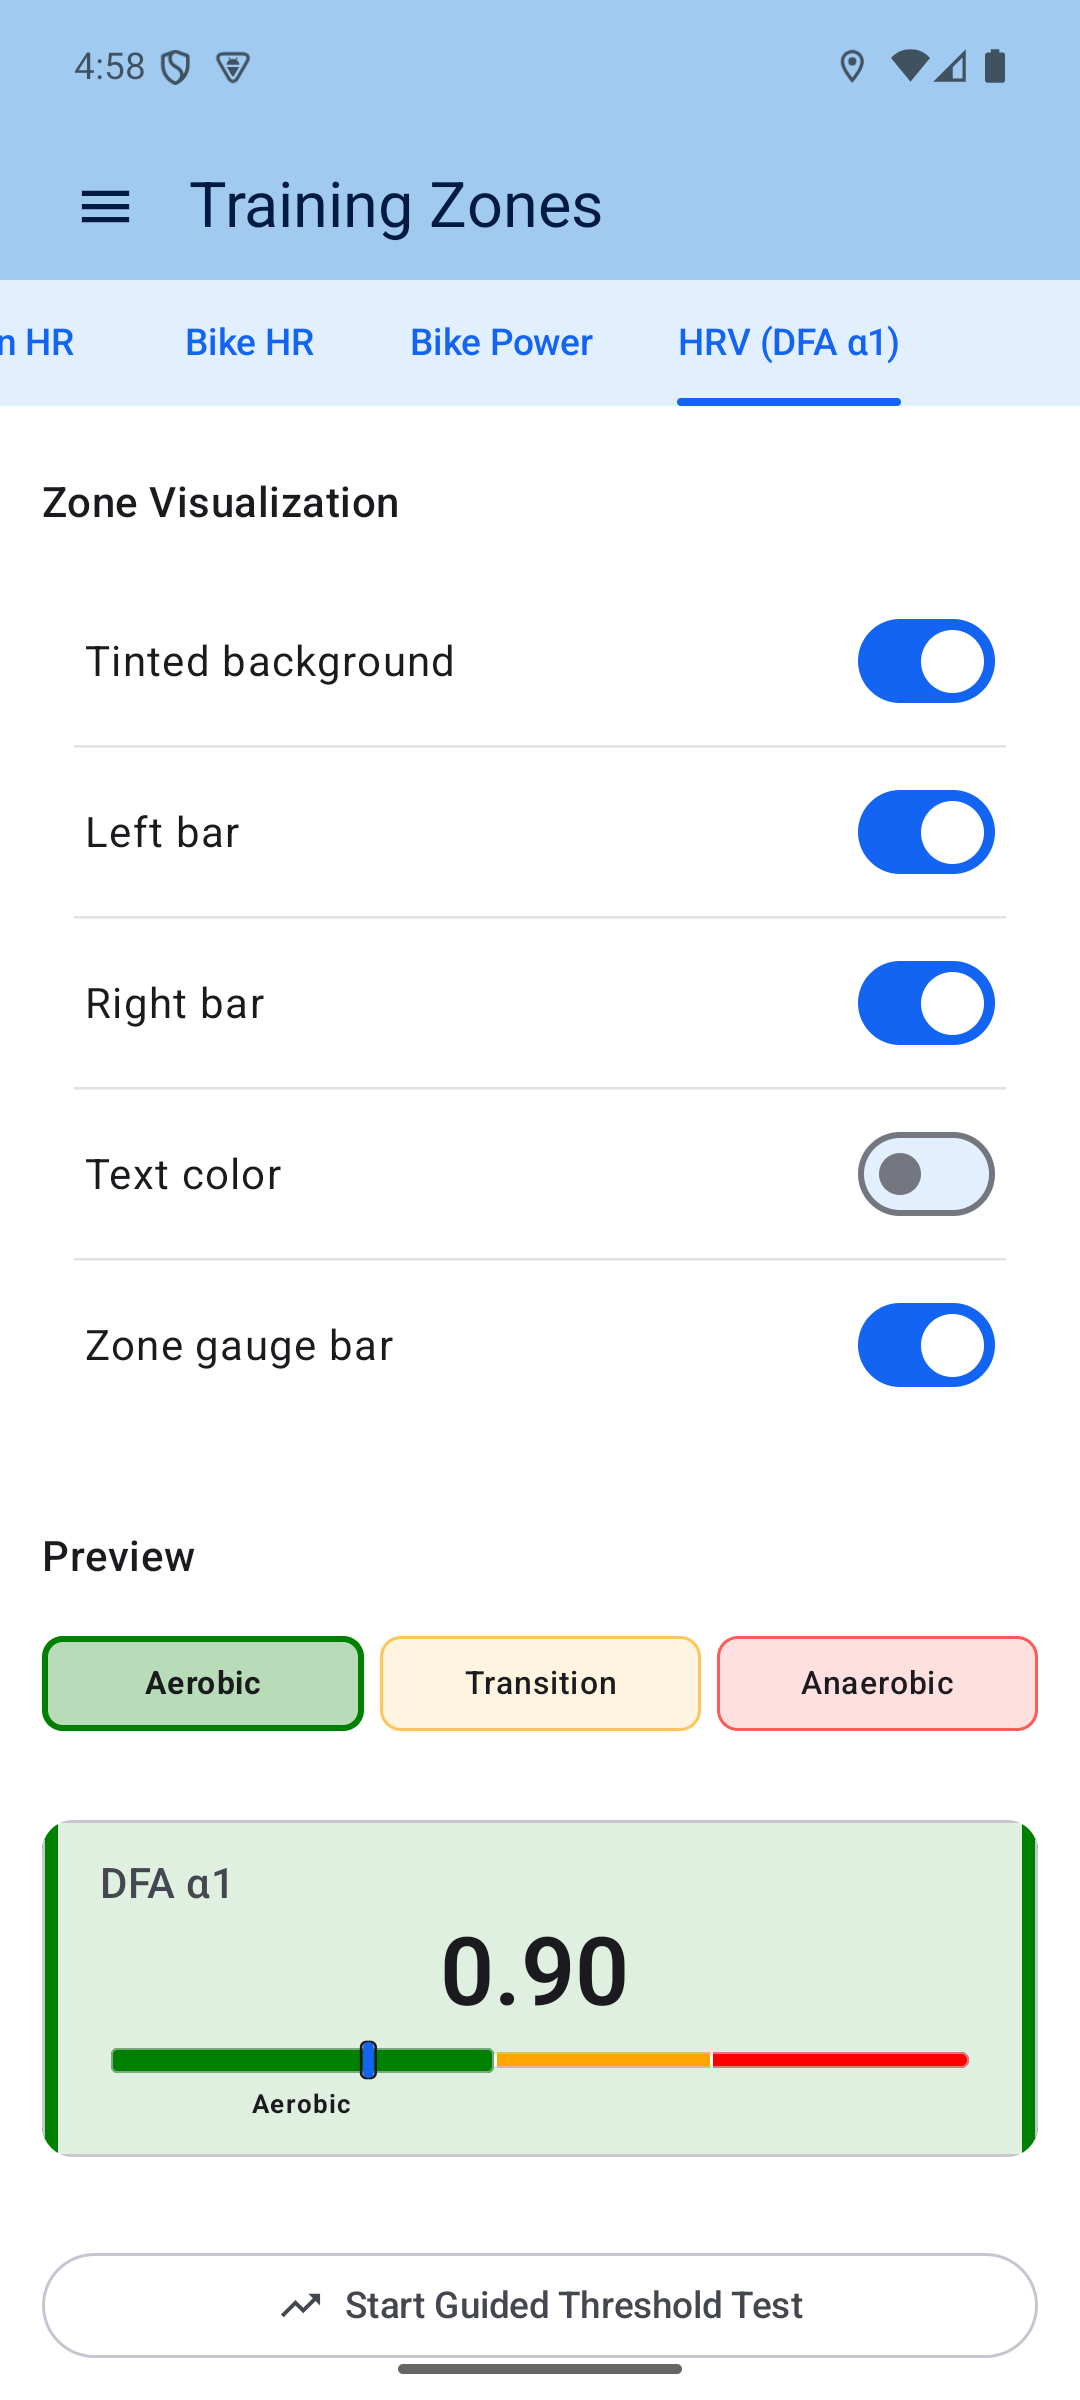 4:58
Training Zones
n HR
Bike HR
Bike Power
HRV (DFA α1)
Zone Visualization
Tinted background
Left bar
Right bar
Text color
Zone gauge bar
Preview
Aerobic
Transition
Anaerobic
DFA α1
0.90
Aerobic
Start Guided Threshold Test